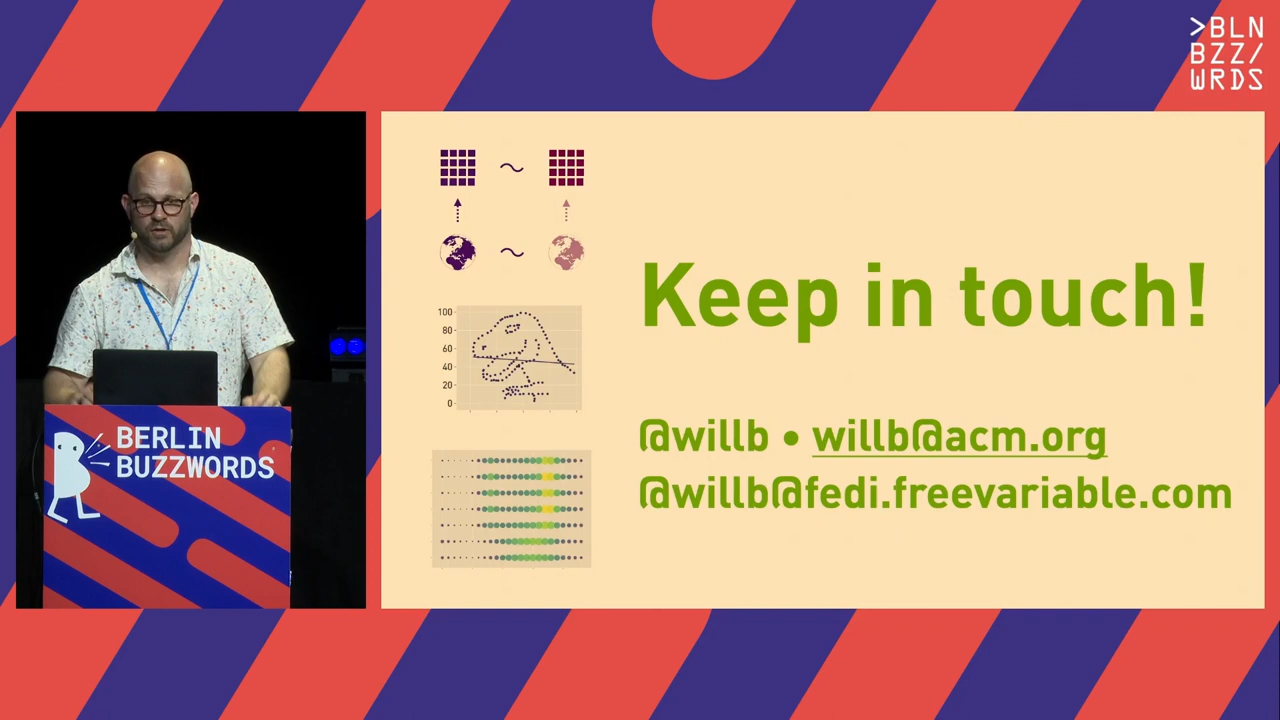 >BLN
BZZ/
WRDS
BERLIN
BUZZWORDS
100
80
60
40
20
0
Keep in touch!
@willb • willb@acm.org
@willb@fedi.freevariable.com